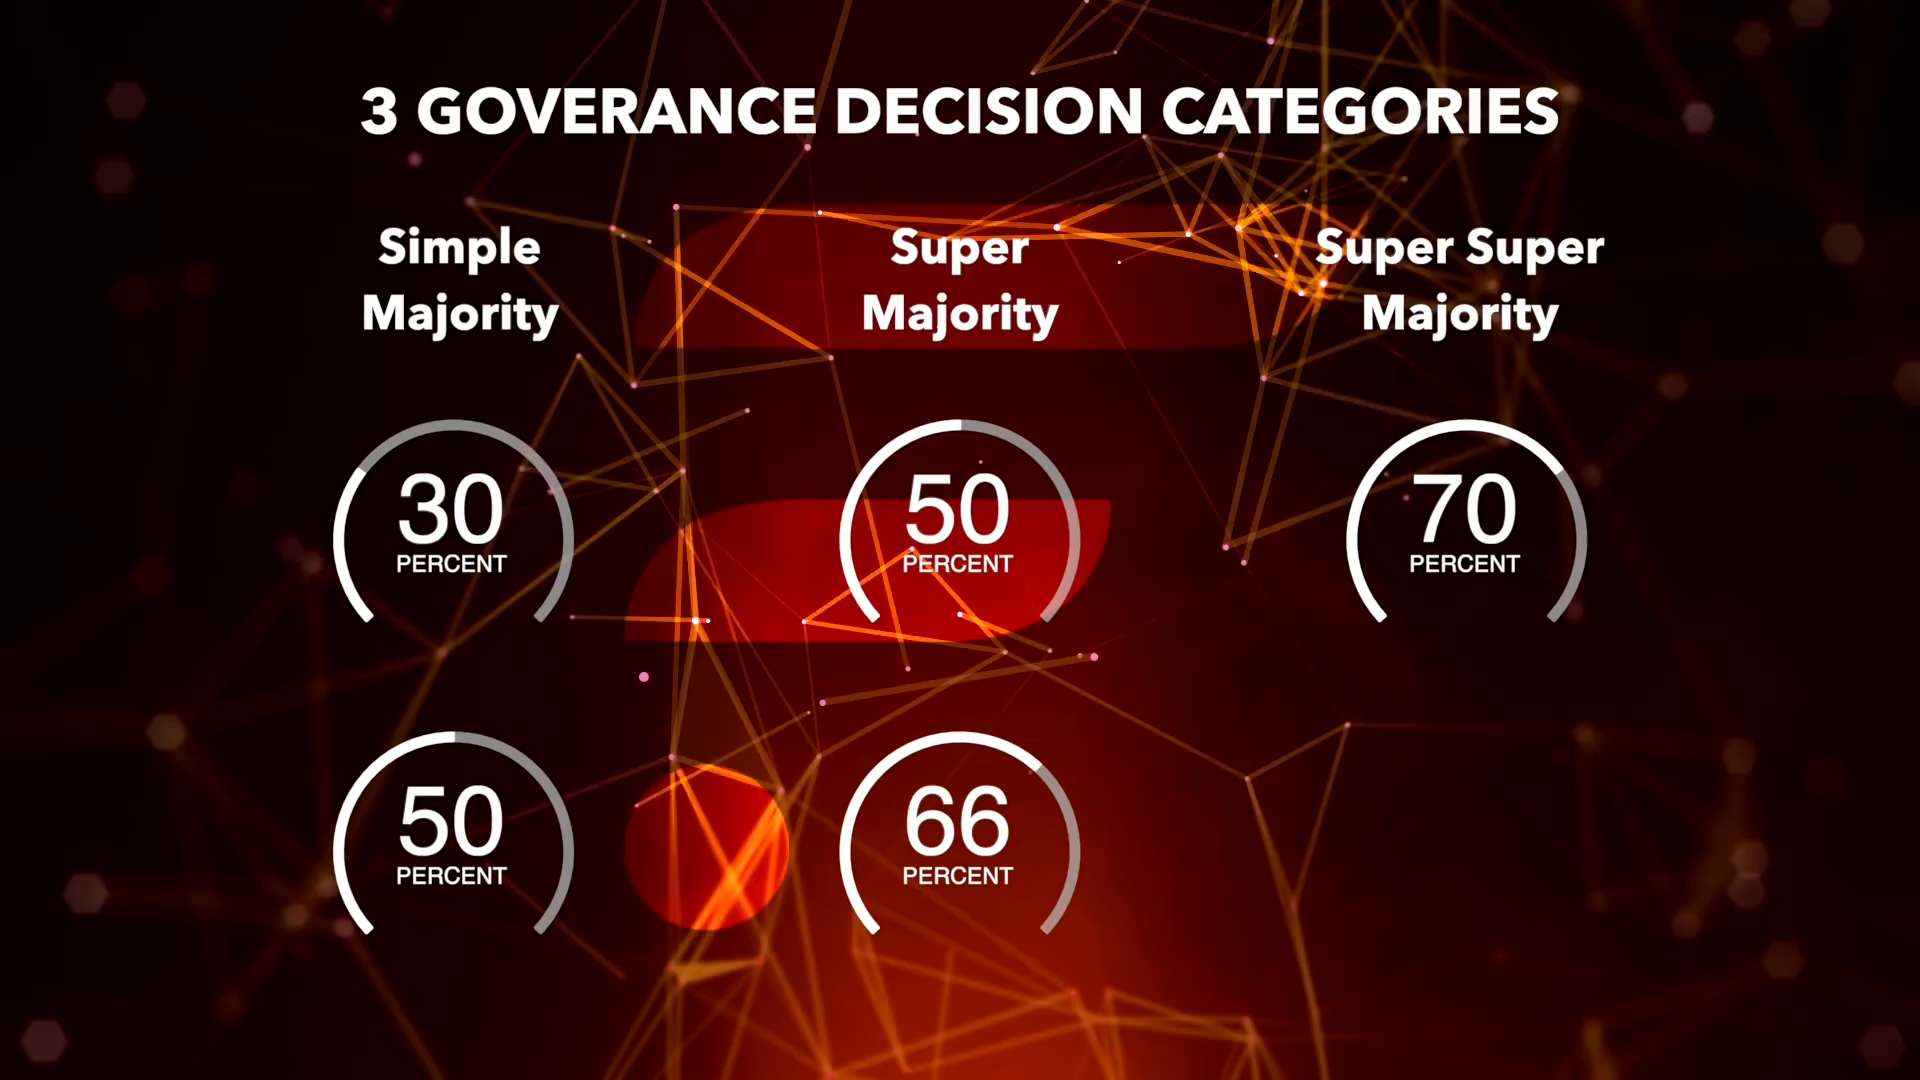 3 GOVERANCE DECISION CATEGORIES
Simple
Majority
Super
Majority
Super Super
Majority
30
PERCENT
50
PERCENT
70
PERCENT
50
PERCENT
66
PERCENT